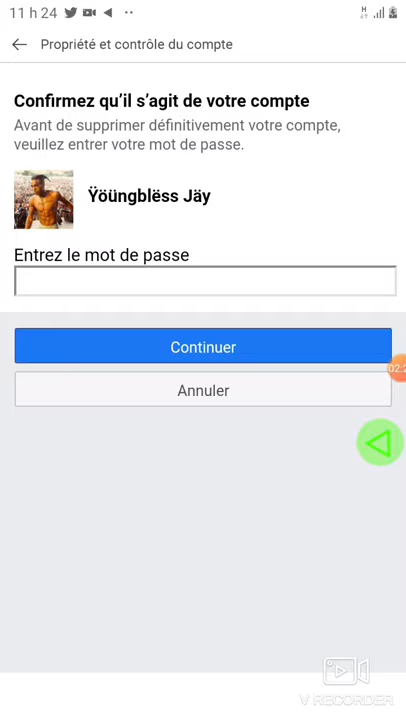 11 h 24
Propriété et contrôle du compte
Confirmez qu'il s'agit de votre compte
Avant de supprimer définitivement votre compte,
veuillez entrer votre mot de passe.
Ÿöüngblëss Jäy
Entrez le mot de passe
Continuer
Annuler
V RECORDER